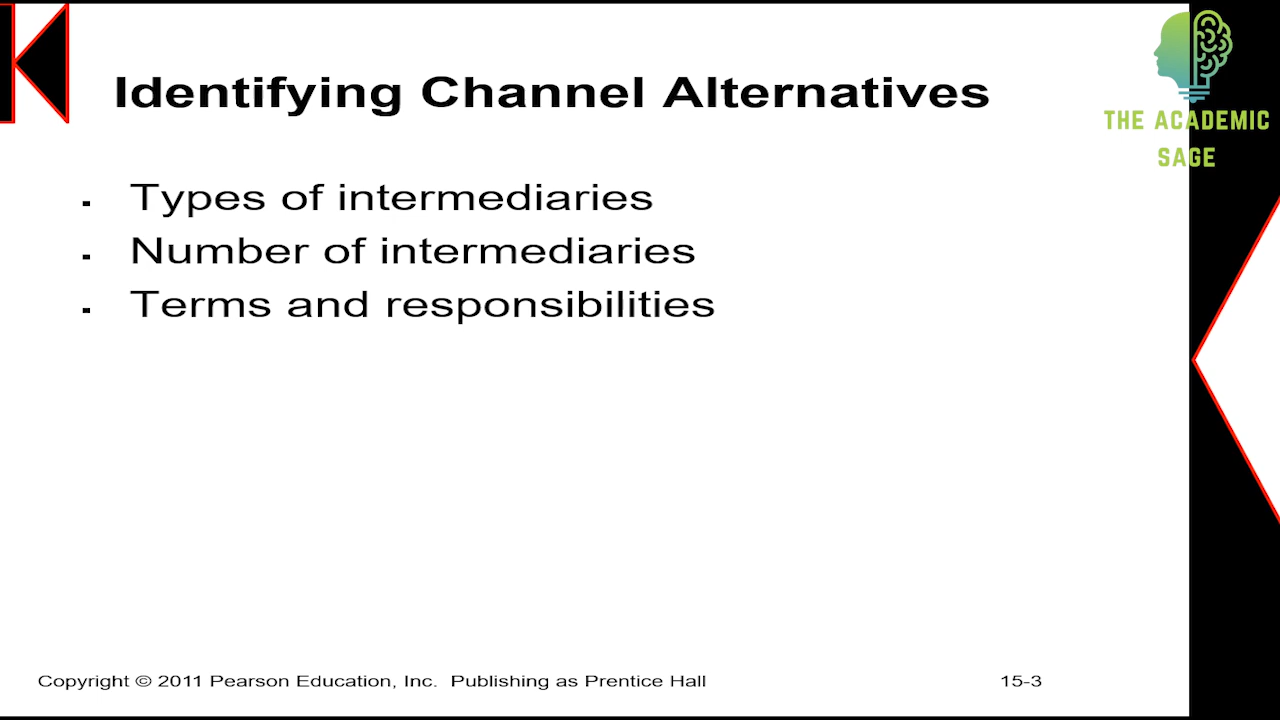 Identifying Channel Alternatives
THE ACADEMIC
SAGE
▪ Types of intermediaries
▪ Number of intermediaries
▪ Terms and responsibilities
Copyright © 2011 Pearson Education, Inc. Publishing as Prentice Hall
15-3